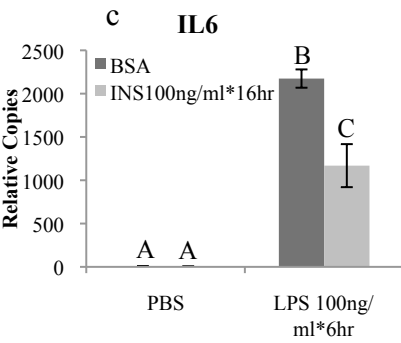 c
IL6
Relative Copies
2500
2000
1500
1000
500
0
BSA
INS100ng/ml*16hr
A
A
B
C
PBS
LPS 100ng/
ml*6hr